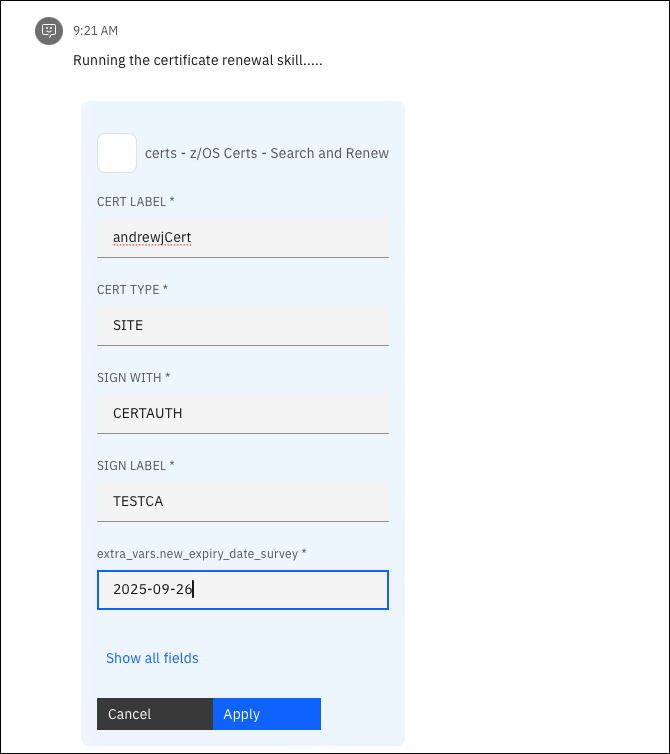 9:21 AM
Running the certificate renewal skill.....
certs - z/OS Certs - Search and Renew
CERT LABEL *
andrewjCert
CERT TYPE *
SITE
SIGN WITH *
CERTAUTH
SIGN LABEL *
TESTCA
extra_vars.new_expiry_date_survey *
2025-09-26
Show all fields
Cancel
Apply